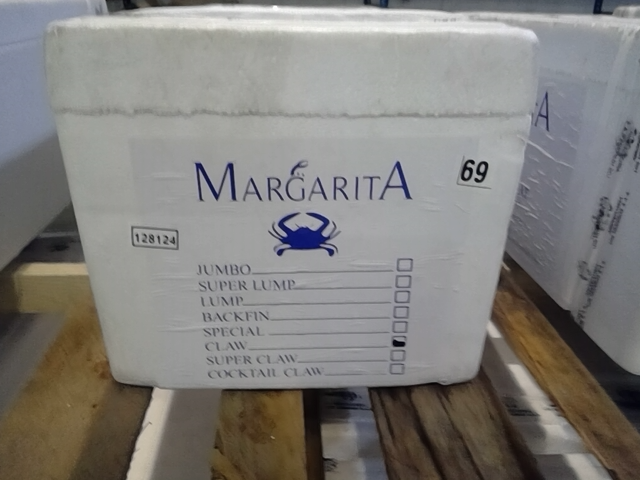 MARGARITA
69
128124
JUMBO
SUPER LUMP
LUMP
BACKFIN
SPECIAL
CLAW
SUPER CLAW
COCKTAIL CLAW
A